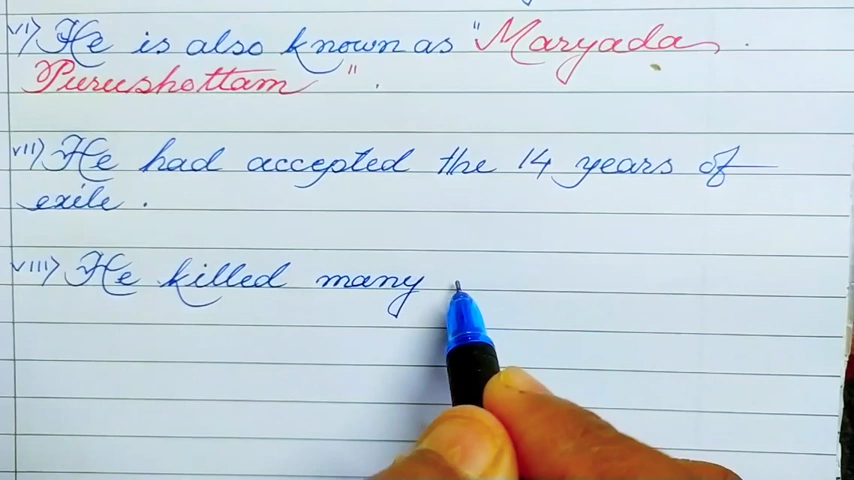 vi) He is also known as "Maryada
Purushottam".
vii) He had accepted the 14 years of
exile.
viii) He killed many